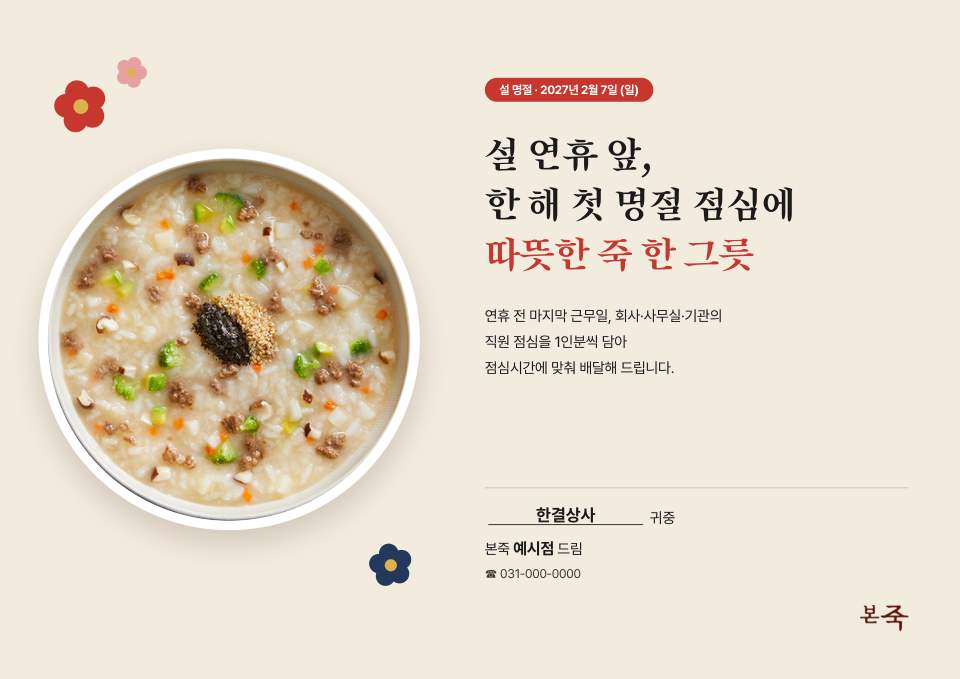 설 명절 · 2027년 2월 7일 (일)
설 연휴 앞,
한 해 첫 명절 점심에
따뜻한 죽 한 그릇
연휴 전 마지막 근무일, 회사·사무실·기관의
직원 점심을 1인분씩 담아
점심시간에 맞춰 배달해 드립니다.
한결상사 귀중
본죽 예시점 드림
☎ 031-000-0000
본죽